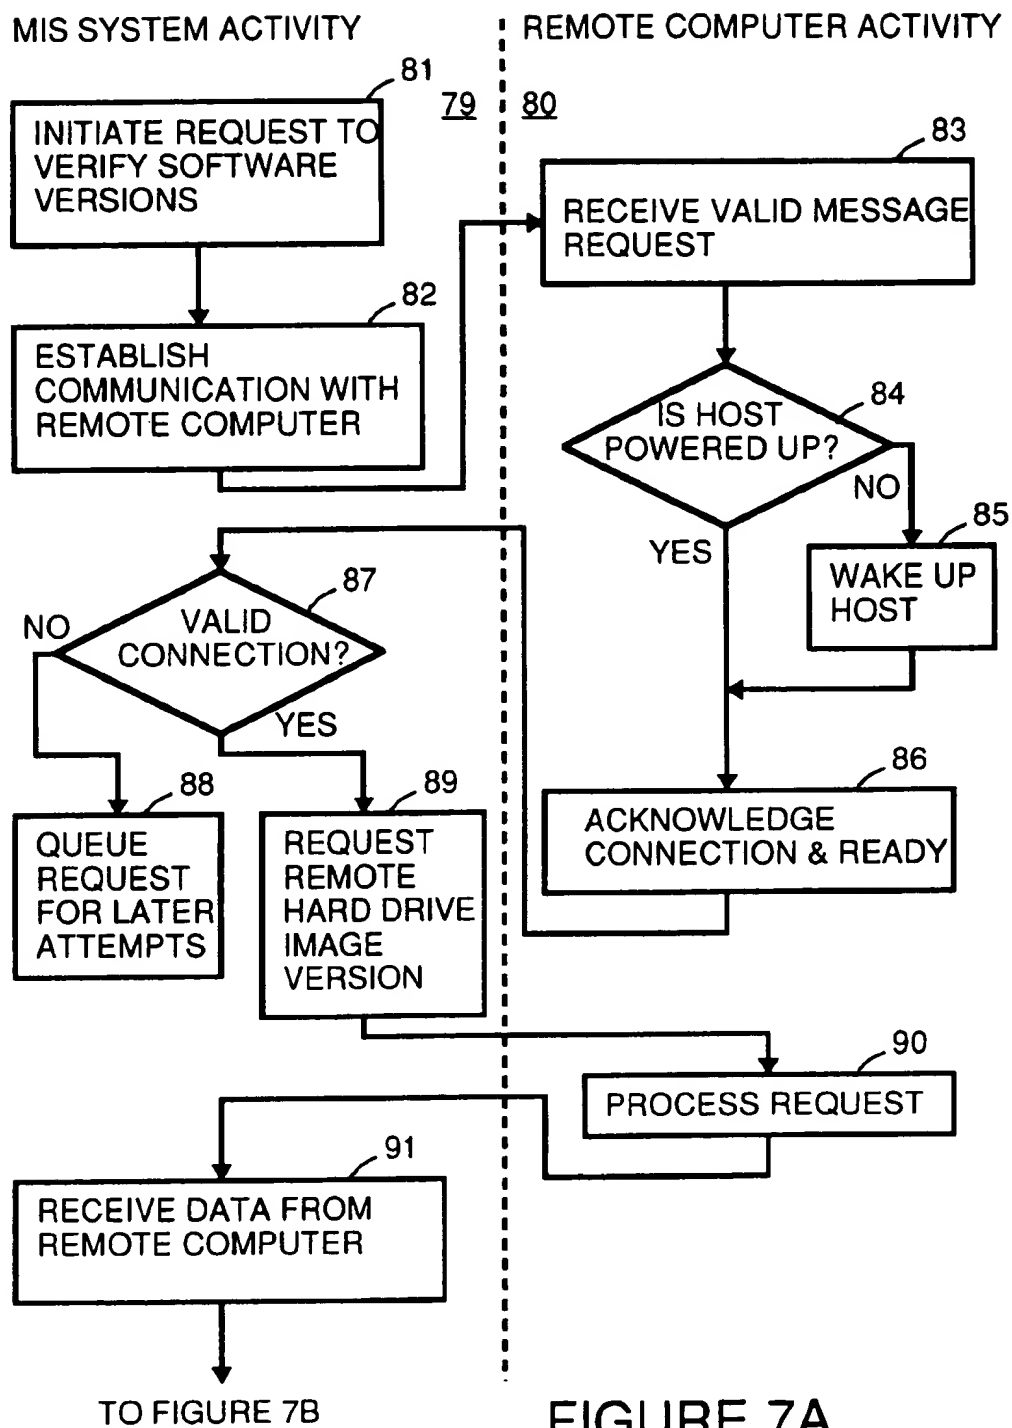 MIS SYSTEM ACTIVITY
REMOTE COMPUTER ACTIVITY
79
80
81
INITIATE REQUEST TO
VERIFY SOFTWARE
VERSIONS
82
ESTABLISH
COMMUNICATION WITH
REMOTE COMPUTER
83
RECEIVE VALID MESSAGE
REQUEST
84
IS HOST
POWERED UP?
NO
YES
85
WAKE UP
HOST
86
ACKNOWLEDGE
CONNECTION & READY
87
VALID
CONNECTION?
NO
YES
88
QUEUE
REQUEST
FOR LATER
ATTEMPTS
89
REQUEST
REMOTE
HARD DRIVE
IMAGE
VERSION
90
PROCESS REQUEST
91
RECEIVE DATA FROM
REMOTE COMPUTER
TO FIGURE 7B
FIGURE 7A